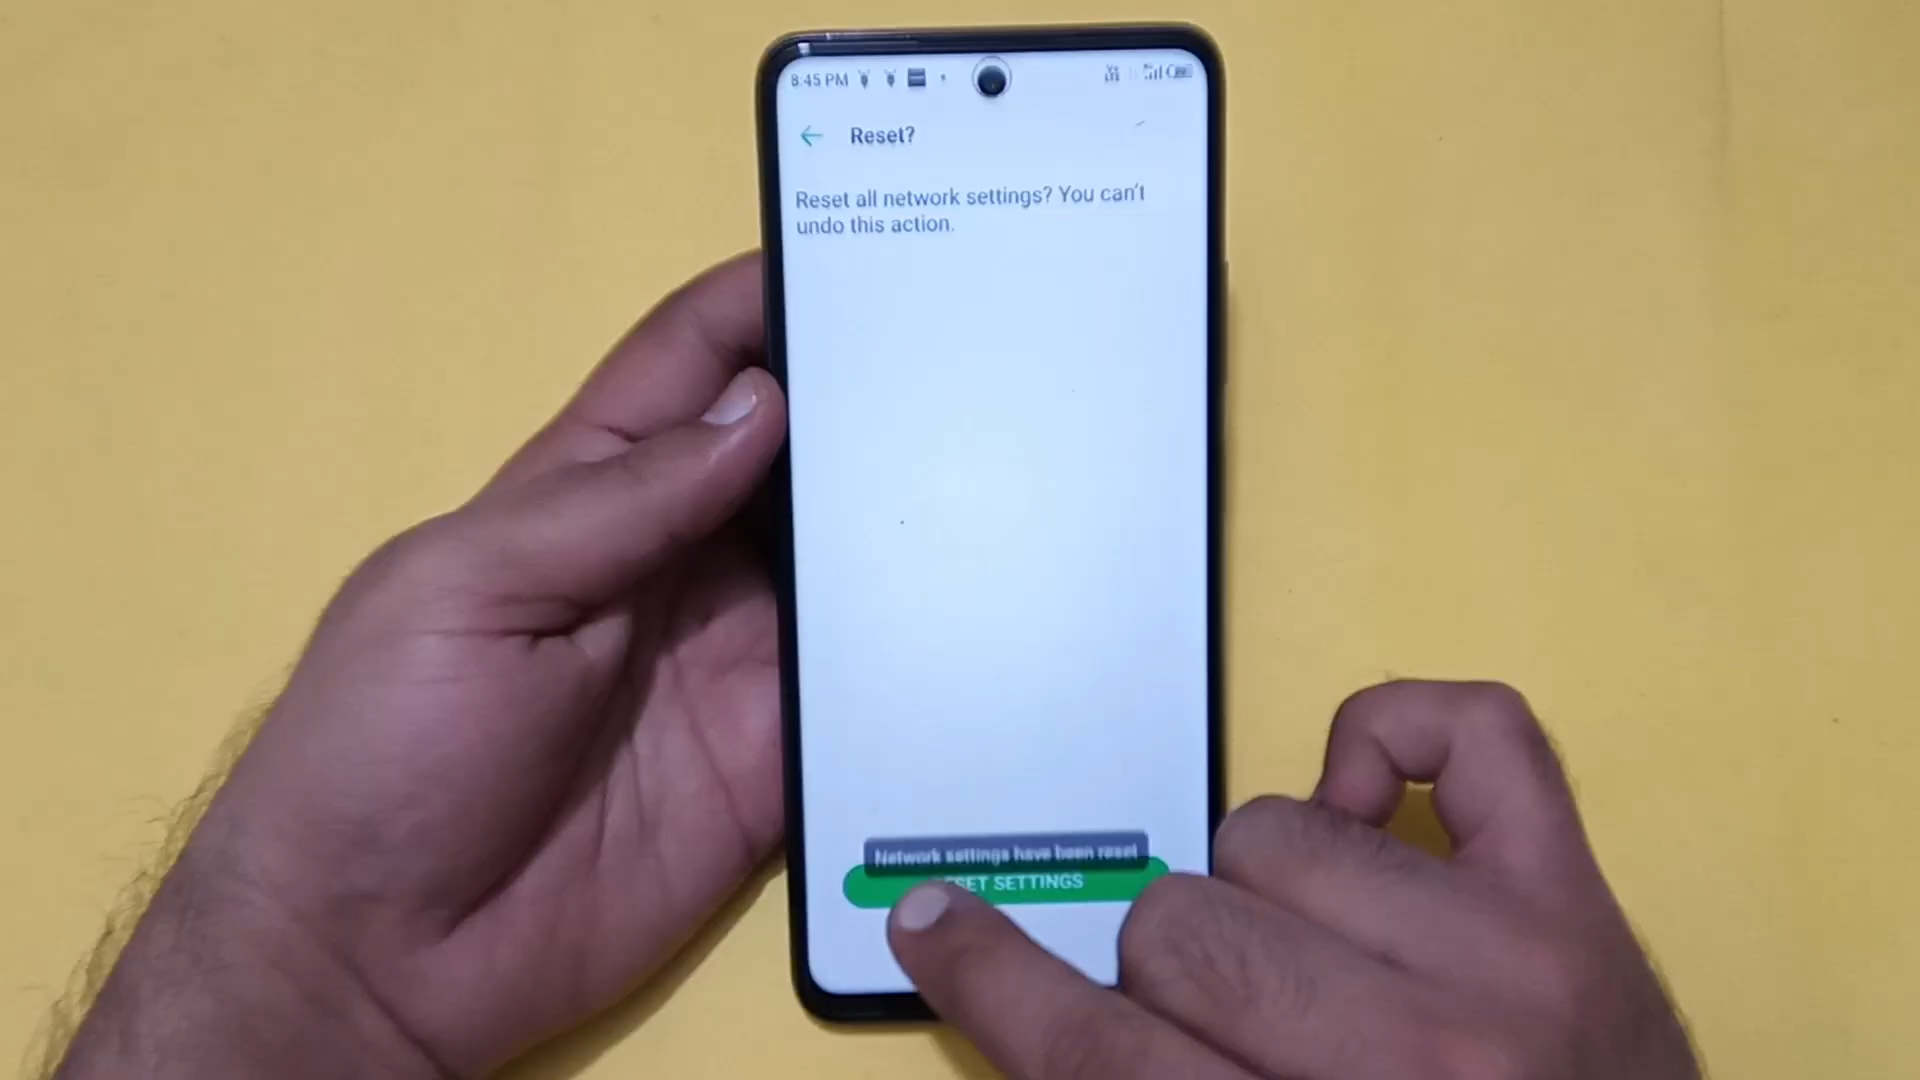 8:45 PM
Reset?
Reset all network settings? You can't
undo this action.
Network settings have been reset
SETTINGS